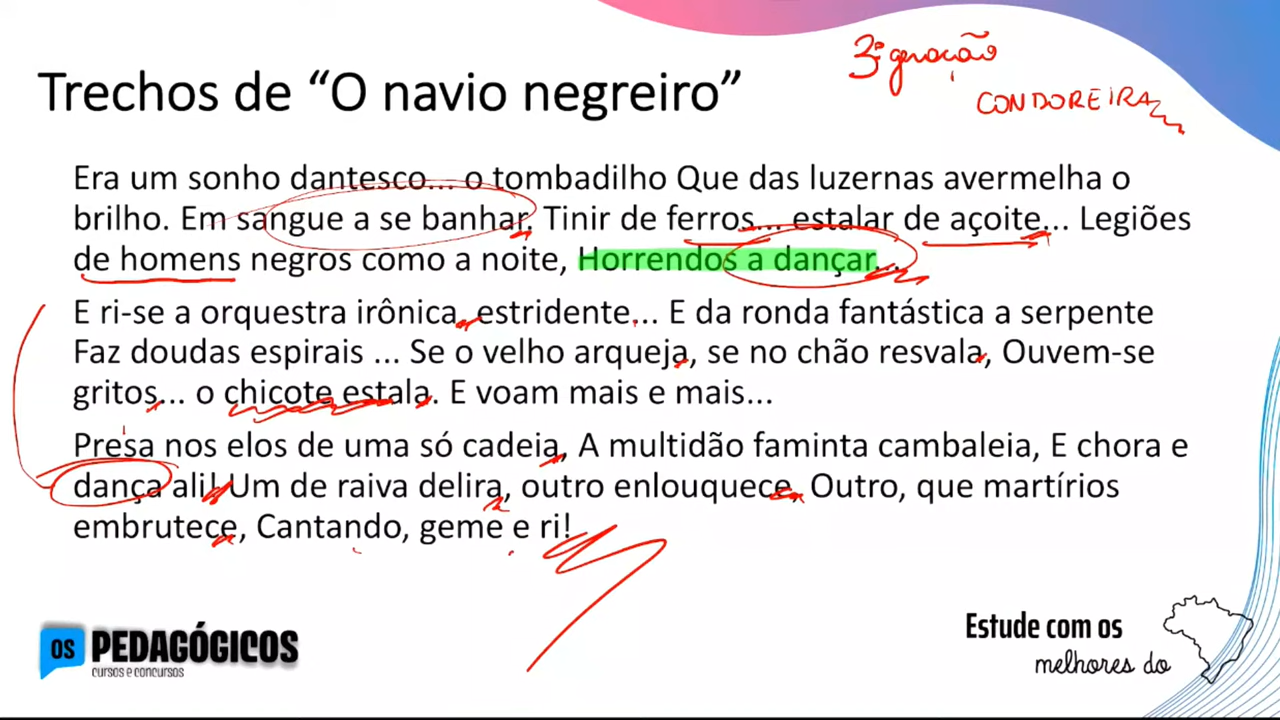 3ª geração
CONDOREIRA
Trechos de “O navio negreiro”
Era um sonho dantesco... o tombadilho Que das luzernas avermelha o
brilho. Em sangue a se banhar. Tinir de ferros... estalar de açoite... Legiões
de homens negros como a noite, Horrendos a dançar...
E ri-se a orquestra irônica, estridente... E da ronda fantástica a serpente
Faz doudas espirais ... Se o velho arqueja, se no chão resvala, Ouvem-se
gritos... o chicote estala. E voam mais e mais...
Presa nos elos de uma só cadeia, A multidão faminta cambaleia, E chora e
dança ali! Um de raiva delira, outro enlouquece, Outro, que martírios
embrutece, Cantando, geme e ri!
OS PEDAGÓGICOS
cursos e concursos
Estude com os
melhores do